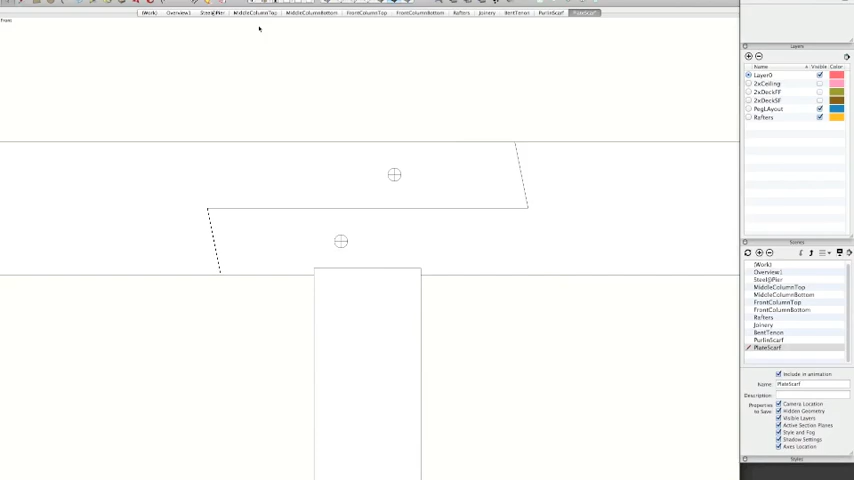 (Work) Overview1 Steel@Pier MiddleColumnTop MiddleColumnBottom FrontColumnTop FrontColumnBottom Rafters Joinery BentTenon PurlinScarf PlateScarf
Front
Layers
Name Visible Color
Layer0
2xCeiling
2xDeckFF
2xDeckSF
PegLAyout
Rafters
Scenes
(Work)
Overview1
Steel@Pier
MiddleColumnTop
MiddleColumnBottom
FrontColumnTop
FrontColumnBottom
Rafters
Joinery
BentTenon
PurlinScarf
PlateScarf
Include in animation
Name: PlateScarf
Description:
Properties to Save:
Camera Location
Hidden Geometry
Visible Layers
Active Section Planes
Style and Fog
Shadow Settings
Axes Location
Styles